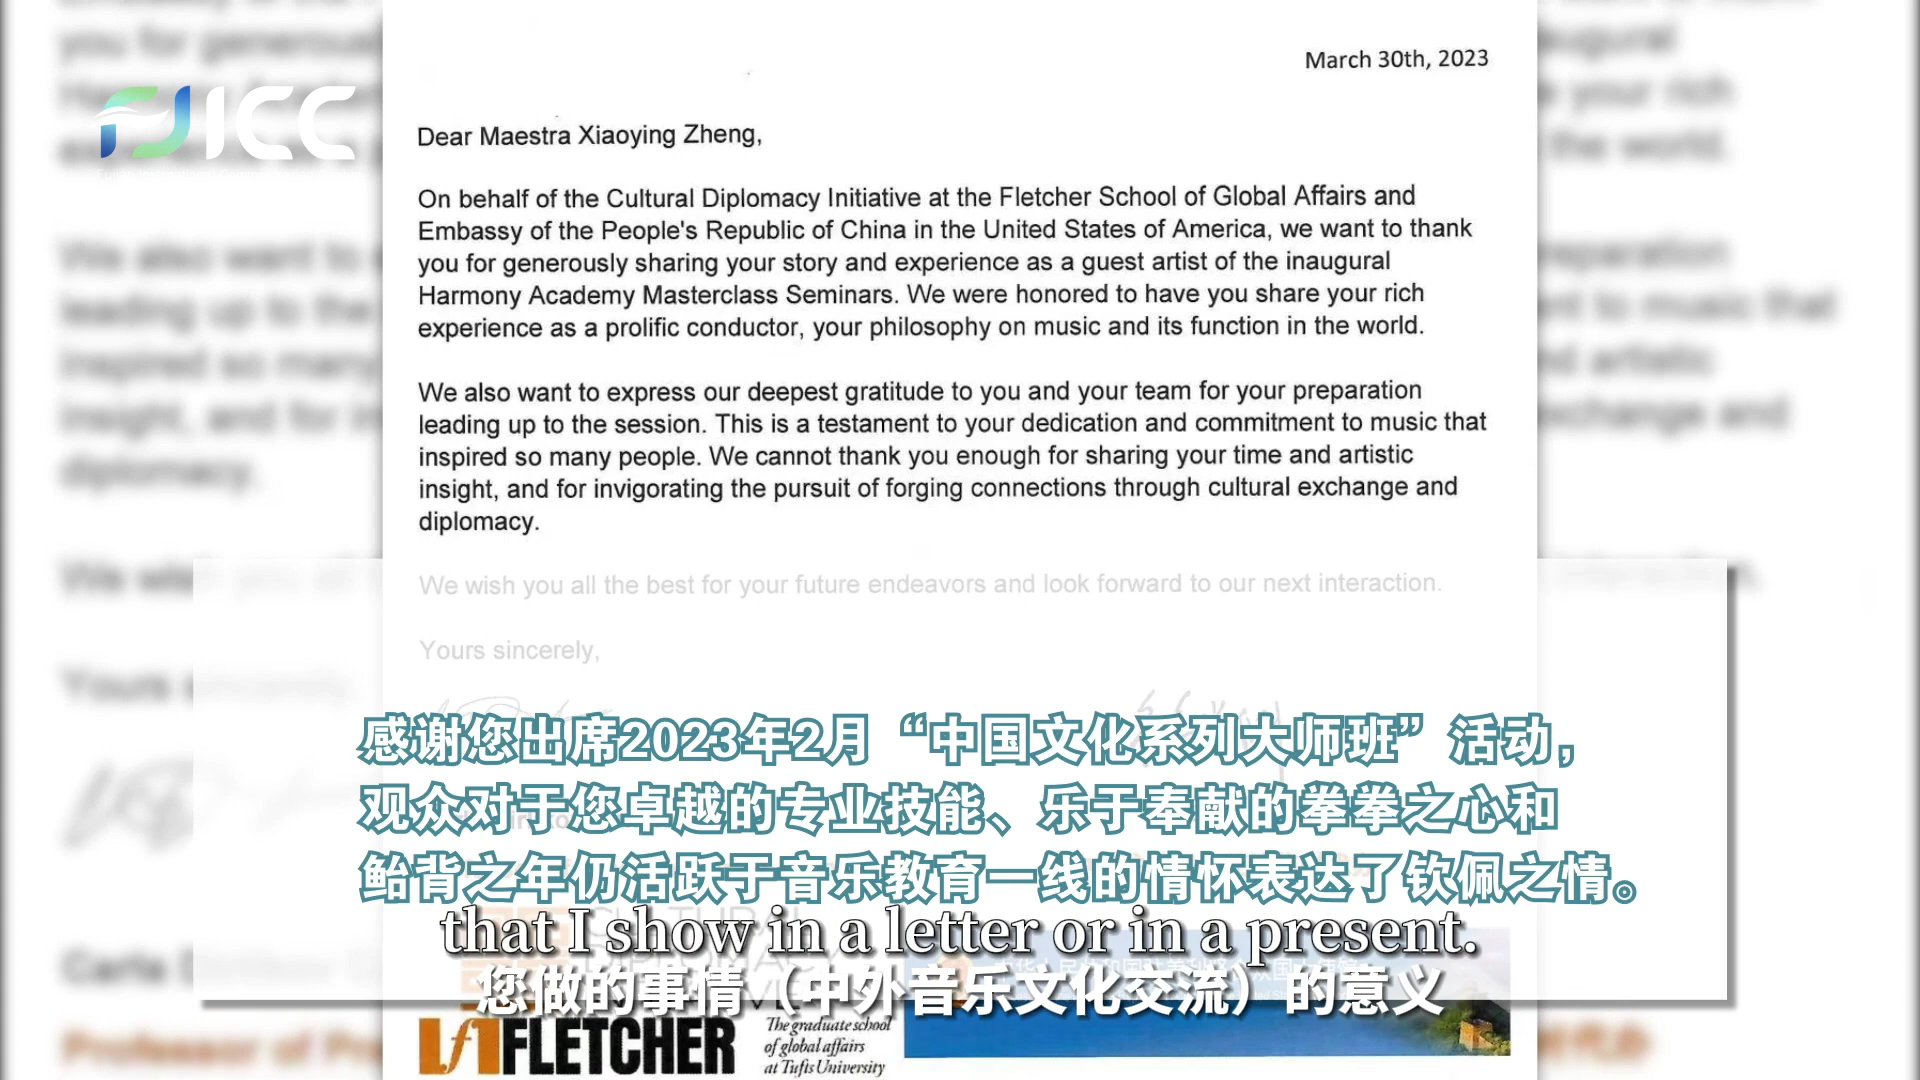 FJICC
March 30th, 2023
Dear Maestra Xiaoying Zheng,
On behalf of the Cultural Diplomacy Initiative at the Fletcher School of Global Affairs and
Embassy of the People's Republic of China in the United States of America, we want to thank
you for generously sharing your story and experience as a guest artist of the inaugural
Harmony Academy Masterclass Seminars. We were honored to have you share your rich
experience as a prolific conductor, your philosophy on music and its function in the world.
We also want to express our deepest gratitude to you and your team for your preparation
leading up to the session. This is a testament to your dedication and commitment to music that
inspired so many people. We cannot thank you enough for sharing your time and artistic
insight, and for invigorating the pursuit of forging connections through cultural exchange and
diplomacy.
We wish you all the best for your future endeavors and look forward to our next interaction.
Yours sincerely,
感谢您出席2023年2月“中国文化系列大师班”活动，
观众对于您卓越的专业技能、乐于奉献的拳拳之心和
鲐背之年仍活跃于音乐教育一线的情怀表达了钦佩之情。
that I show in a letter or in a present.
您做的事情（中外音乐文化交流）的意义
FLETCHER
The graduate school
of global affairs
at Tufts University